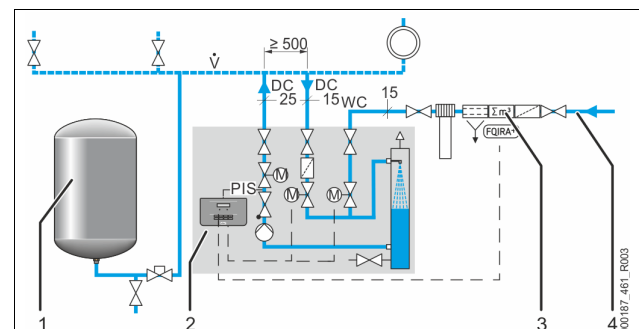 ≥ 500
V̇
DC
25
DC
15
WC
15
Σ m³
FQIRA+
PIS
M
M
M
1
2
3
4
00187_461_R003